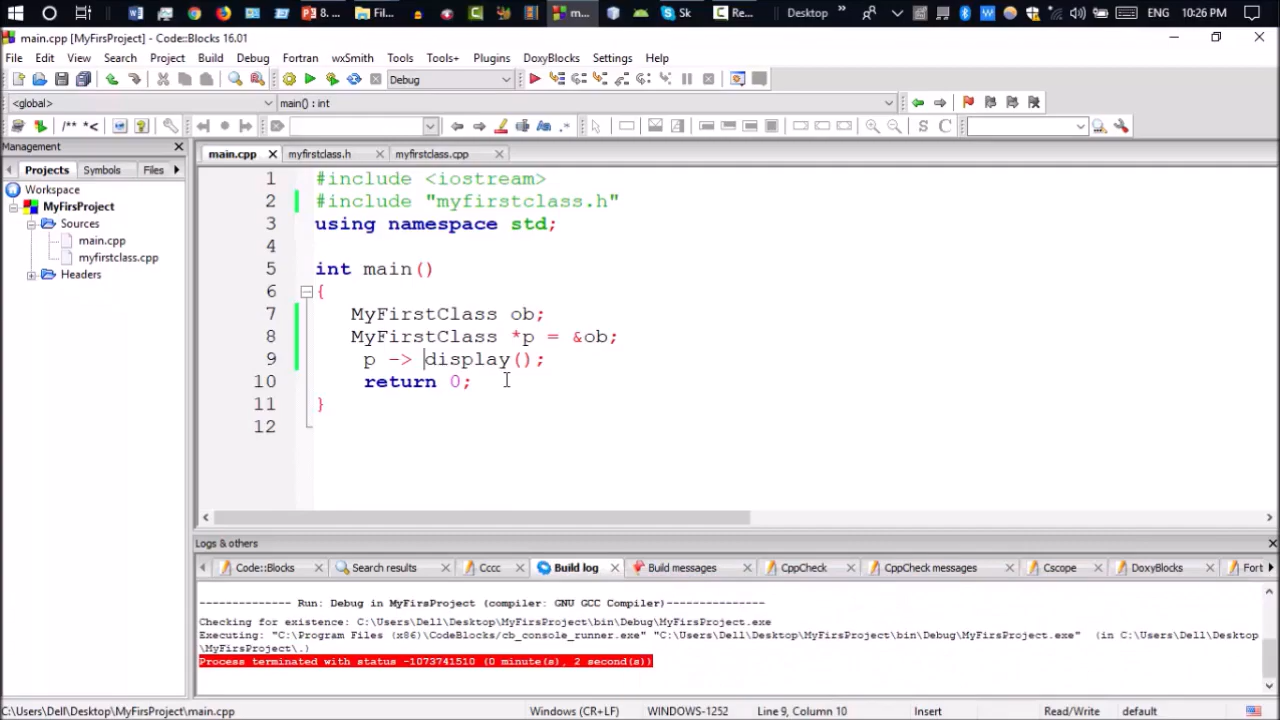 8. ...
Fil...
m...
Sk
Re...
Desktop
ENG
10:26 PM
main.cpp [MyFirsProject] - Code::Blocks 16.01
File Edit View Search Project Build Debug Fortran wxSmith Tools Tools+ Plugins DoxyBlocks Settings Help
Debug
<global>
main() : int
/** *<
S C
Management
main.cpp
myfirstclass.h
myfirstclass.cpp
Projects Symbols Files
Workspace
MyFirsProject
Sources
main.cpp
myfirstclass.cpp
Headers
1 #include <iostream>
2 #include "myfirstclass.h"
3 using namespace std;
4
5 int main()
6 {
7 MyFirstClass ob;
8 MyFirstClass *p = &ob;
9 p -> display();
10 return 0;
11 }
12
Logs & others
Code::Blocks Search results Cccc Build log Build messages CppCheck CppCheck messages Cscope DoxyBlocks Fort
-------------- Run: Debug in MyFirsProject (compiler: GNU GCC Compiler)---------------
Checking for existence: C:\Users\Dell\Desktop\MyFirsProject\bin\Debug\MyFirsProject.exe
Executing: "C:\Program Files (x86)\CodeBlocks/cb_console_runner.exe" "C:\Users\Dell\Desktop\MyFirsProject\bin\Debug\MyFirsProject.exe"  (in C:\Users\Dell\Desktop
\MyFirsProject\.)
Process terminated with status -1073741510 (0 minute(s), 2 second(s))
C:\Users\Dell\Desktop\MyFirsProject\main.cpp
Windows (CR+LF)
WINDOWS-1252
Line 9, Column 10
Insert
Read/Write
default